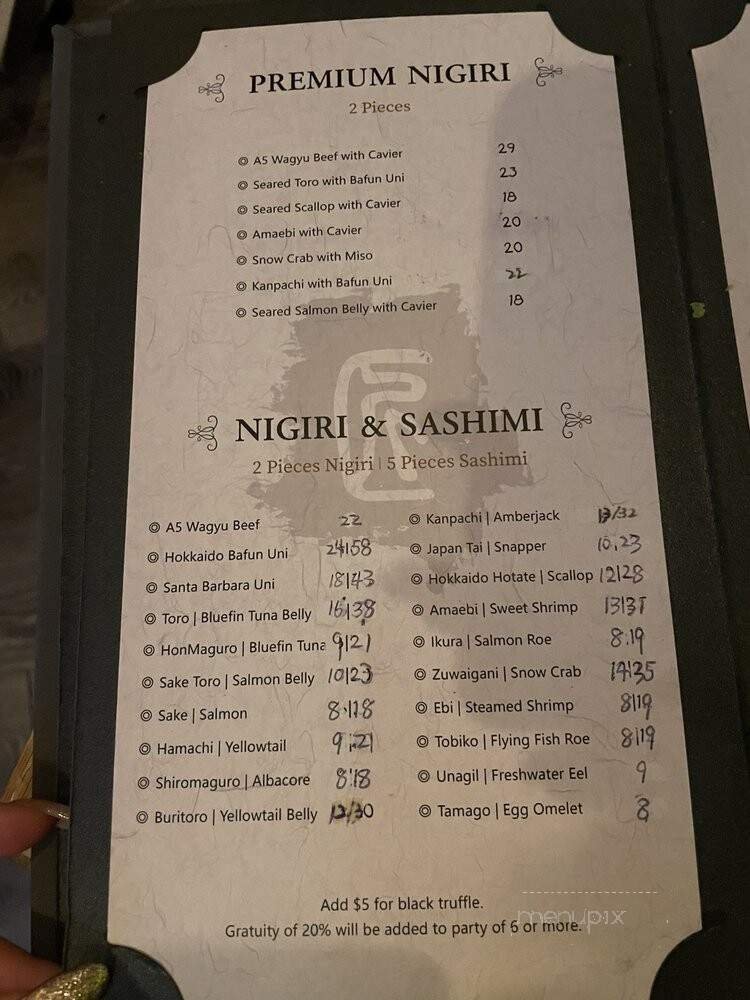 PREMIUM NIGIRI
2 Pieces
A5 Wagyu Beef with Cavier 29
Seared Toro with Bafun Uni 23
Seared Scallop with Cavier 18
Amaebi with Cavier 20
Snow Crab with Miso 20
Kanpachi with Bafun Uni 22
Seared Salmon Belly with Cavier 18
NIGIRI & SASHIMI
2 Pieces Nigiri | 5 Pieces Sashimi
A5 Wagyu Beef 22
Hokkaido Bafun Uni 24|58
Santa Barbara Uni 18|43
Toro | Bluefin Tuna Belly 16|38
HonMaguro | Bluefin Tuna 9|21
Sake Toro | Salmon Belly 10|23
Sake | Salmon 8|18
Hamachi | Yellowtail 9|21
Shiromaguro | Albacore 8|18
Buritoro | Yellowtail Belly 12/30
Kanpachi | Amberjack 13/32
Japan Tai | Snapper 10.23
Hokkaido Hotate | Scallop 12|28
Amaebi | Sweet Shrimp
Ikura | Salmon Roe 8.19
Zuwaigani | Snow Crab 14|35
Ebi | Steamed Shrimp 8|19
Tobiko | Flying Fish Roe 8|19
Unagil | Freshwater Eel 9
Tamago | Egg Omelet 8
Add $5 for black truffle.
Gratuity of 20% will be added to party of 6 or more.
menupix